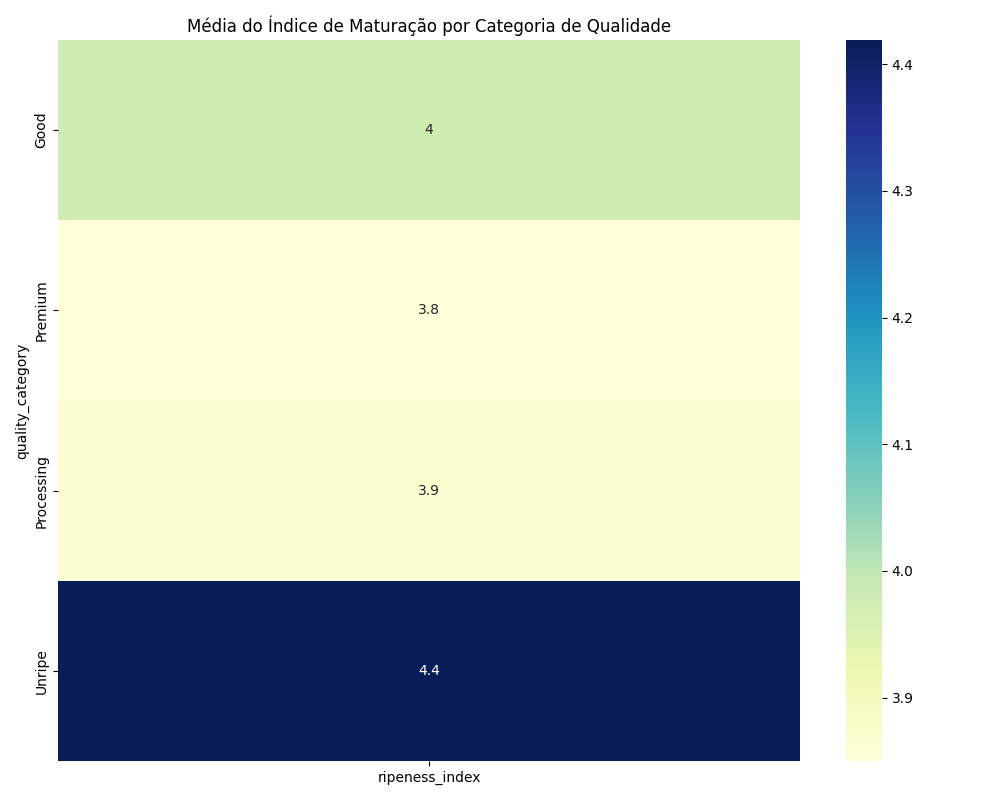 Média do Índice de Maturação por Categoria de Qualidade
quality_category
Good
Premium
Processing
Unripe
4
3.8
3.9
4.4
ripeness_index
4.4
4.3
4.2
4.1
4.0
3.9